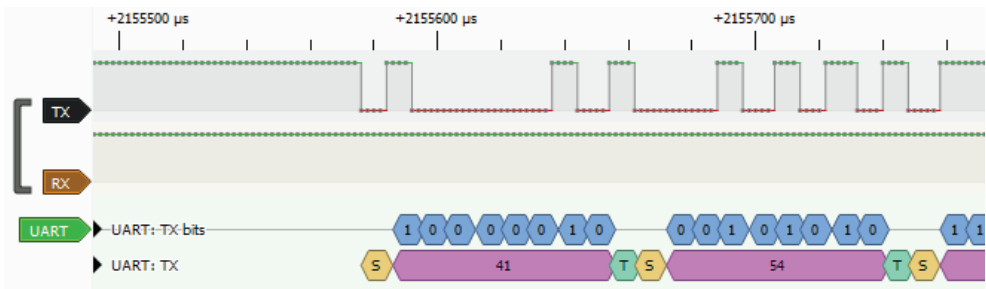 +2155500 µs +2155600 µs +2155700 µs
TX
RX
UART UART: TX bits 1 0 0 0 0 0 1 0 0 0 1 0 1 0 1 0 1 1
UART: TX S 41 T S 54 T S